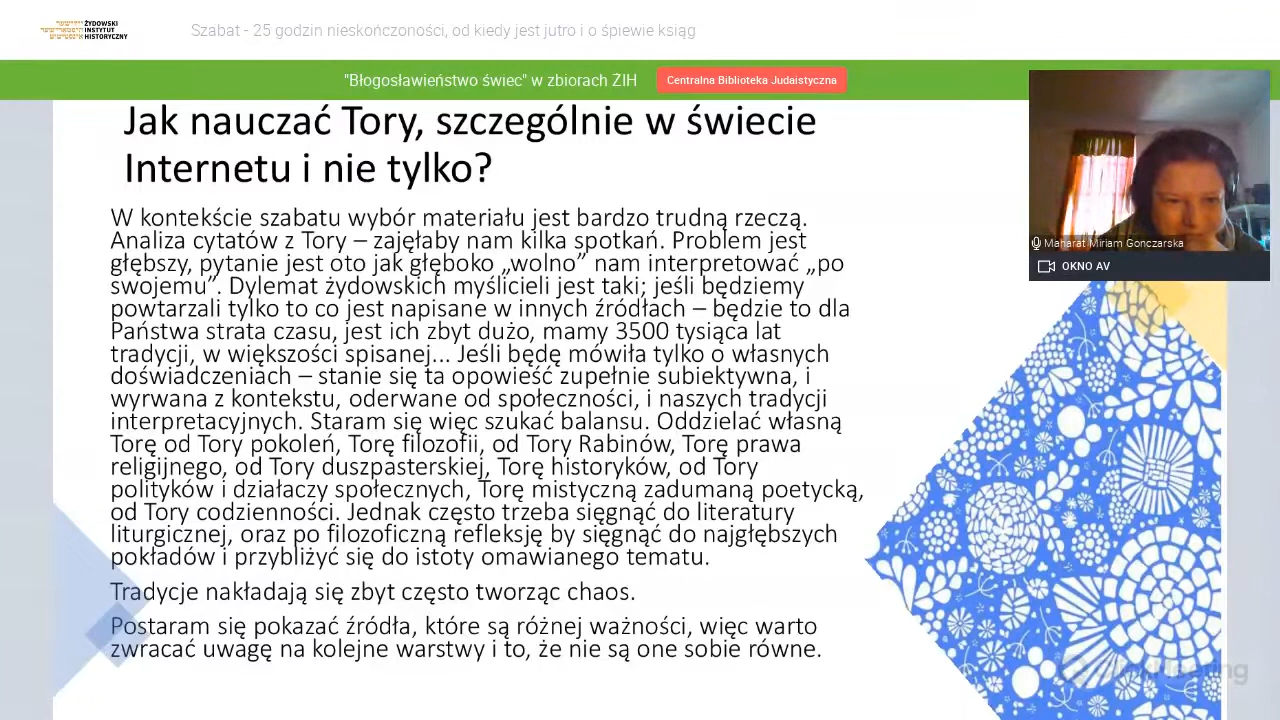 ŻYDOWSKI
INSTYTUT
HISTORYCZNY
Szabat - 25 godzin nieskończoności, od kiedy jest jutro i o śpiewie ksiąg
"Błogosławieństwo świec" w zbiorach ŻIH
Centralna Biblioteka Judaistyczna
Jak nauczać Tory, szczególnie w świecie
Internetu i nie tylko?
W kontekście szabatu wybór materiału jest bardzo trudną rzeczą.
Analiza cytatów z Tory – zajęłaby nam kilka spotkań. Problem jest
głębszy, pytanie jest oto jak głęboko „wolno” nam interpretować „po
swojemu”. Dylemat żydowskich myślicieli jest taki; jeśli będziemy
powtarzali tylko to co jest napisane w innych źródłach – będzie to dla
Państwa strata czasu, jest ich zbyt dużo, mamy 3500 tysiąca lat
tradycji, w większości spisanej... Jeśli będę mówiła tylko o własnych
doświadczeniach – stanie się ta opowieść zupełnie subiektywna, i
wyrwana z kontekstu, oderwane od społeczności, i naszych tradycji
interpretacyjnych. Staram się więc szukać balansu. Oddzielać własną
Torę od Tory pokoleń, Torę filozofii, od Tory Rabinów, Torę prawa
religijnego, od Tory duszpasterskiej, Torę historyków, od Tory
polityków i działaczy społecznych, Torę mistyczną zadumaną poetycką,
od Tory codzienności. Jednak często trzeba sięgnąć do literatury
liturgicznej, oraz po filozoficzną refleksję by sięgnąć do najgłębszych
pokładów i przybliżyć się do istoty omawianego tematu.
Tradycje nakładają się zbyt często tworząc chaos.
Postaram się pokazać źródła, które są różnej ważności, więc warto
zwracać uwagę na kolejne warstwy i to, że nie są one sobie równe.
Maharat Miriam Gonczarska
OKNO AV
ClickMeeting